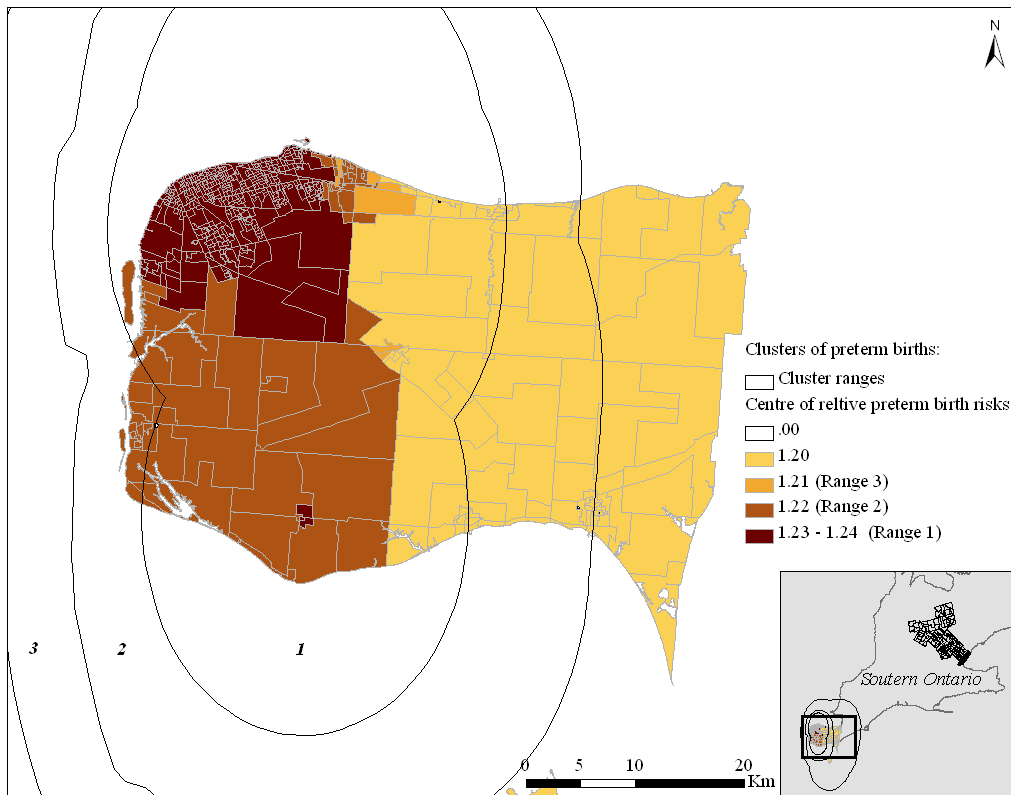 N
Clusters of preterm births:
Cluster ranges
Centre of reltive preterm birth risks
.00
1.20
1.21 (Range 3)
1.22 (Range 2)
1.23 - 1.24 (Range 1)
3 2 1
Soutern Ontario
0 5 10 20
Km